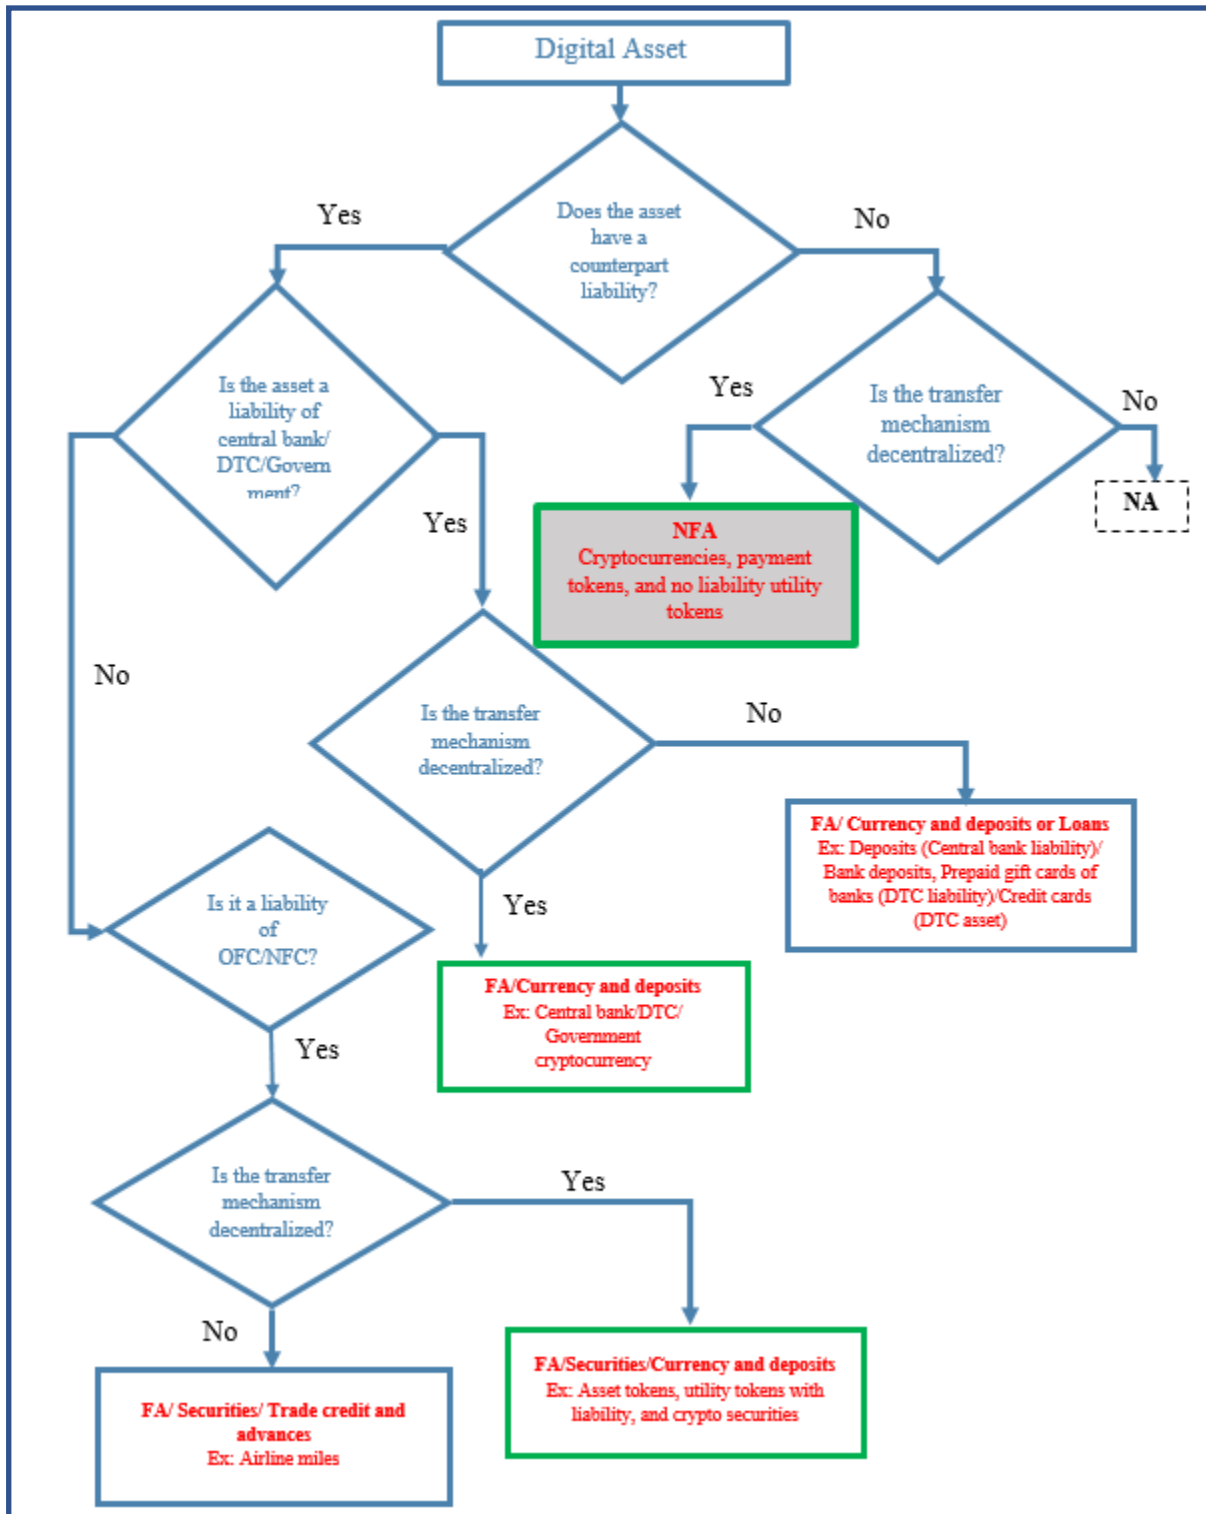 Digital Asset
Does the asset
have a
counterpart
liability?
Yes
No
Is the asset a
liability of
central bank/
DTC/Govern
ment?
Is the transfer
mechanism
decentralized?
Yes
No
NA
NFA
Cryptocurrencies, payment
tokens, and no liability utility
tokens
Yes
No
Is the transfer
mechanism
decentralized?
No
FA/ Currency and deposits or Loans
Ex: Deposits (Central bank liability)/
Bank deposits, Prepaid gift cards of
banks (DTC liability)/Credit cards
(DTC asset)
Is it a liability
of
OFC/NFC?
Yes
FA/Currency and deposits
Ex: Central bank/DTC/
Government
cryptocurrency
Yes
Is the transfer
mechanism
decentralized?
Yes
No
FA/Securities/Currency and deposits
Ex: Asset tokens, utility tokens with
liability, and crypto securities
FA/ Securities/ Trade credit and
advances
Ex: Airline miles